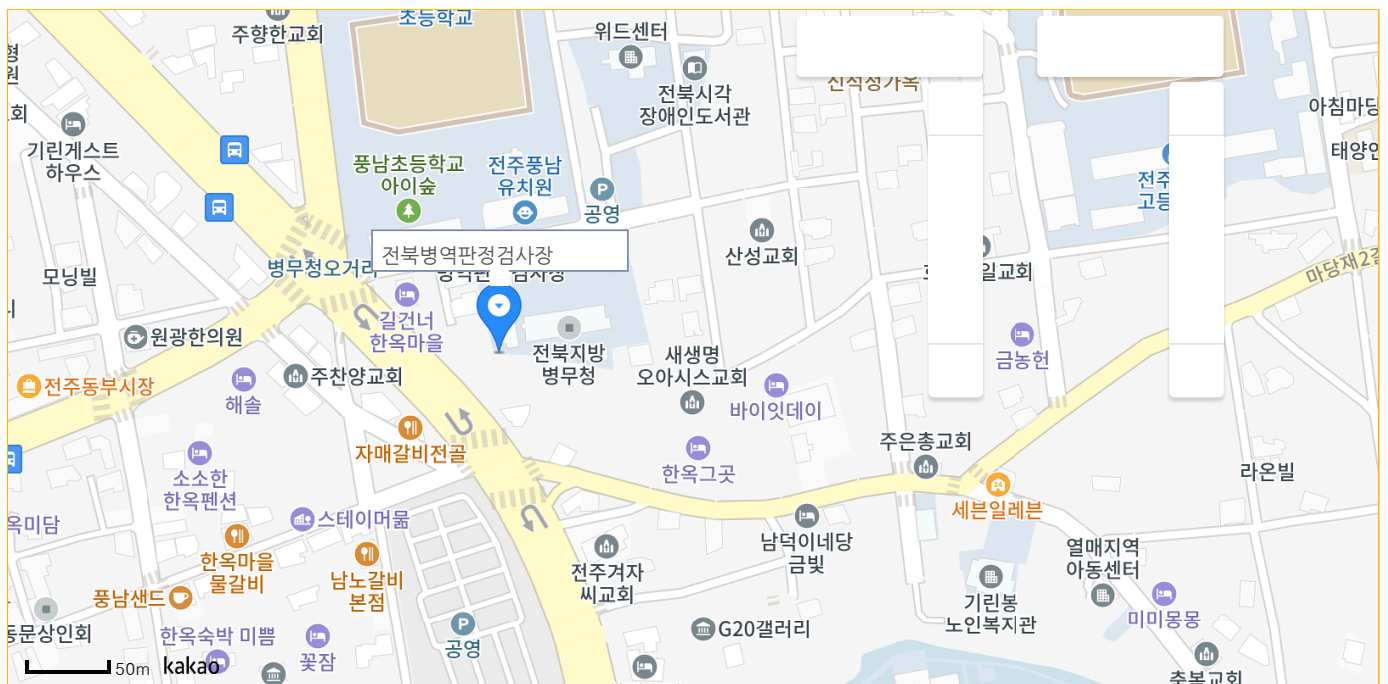 초등학교
주향한교회
위드센터
전북시각
장애인도서관
기린게스트
하우스
풍남초등학교
아이숲
전주풍남
유치원
공영
산성교회
아침마당
전북병역판정검사장
병무청오거리
모닝빌
길건너
한옥마을
원광한의원
전북지방
병무청
새생명
오아시스교회
금농헌
마당재2길
전주동부시장
해솔
주찬양교회
바이잇데이
자매갈비전골
한옥그곳
주은총교회
라온빌
소소한
한옥펜션
스테이머묾
세븐일레븐
남덕이네당
금빛
한옥마을
물갈비
남노갈비
본점
전주겨자
씨교회
열매지역
아동센터
풍남샌드
기린봉
노인복지관
미미몽몽
동문상인회
한옥숙박 미쁨
꽃잠
공영
G20갤러리
축복교회
50m kakao